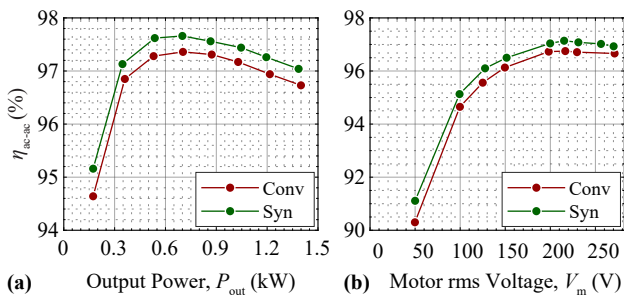 98
97
96
95
94
η_ac-ac (%)
Conv
Syn
0 0.3 0.6 0.9 1.2 1.5
(a) Output Power, P_out (kW)
98
96
94
92
90
Conv
Syn
0 50 100 150 200 250
(b) Motor rms Voltage, V_m (V)